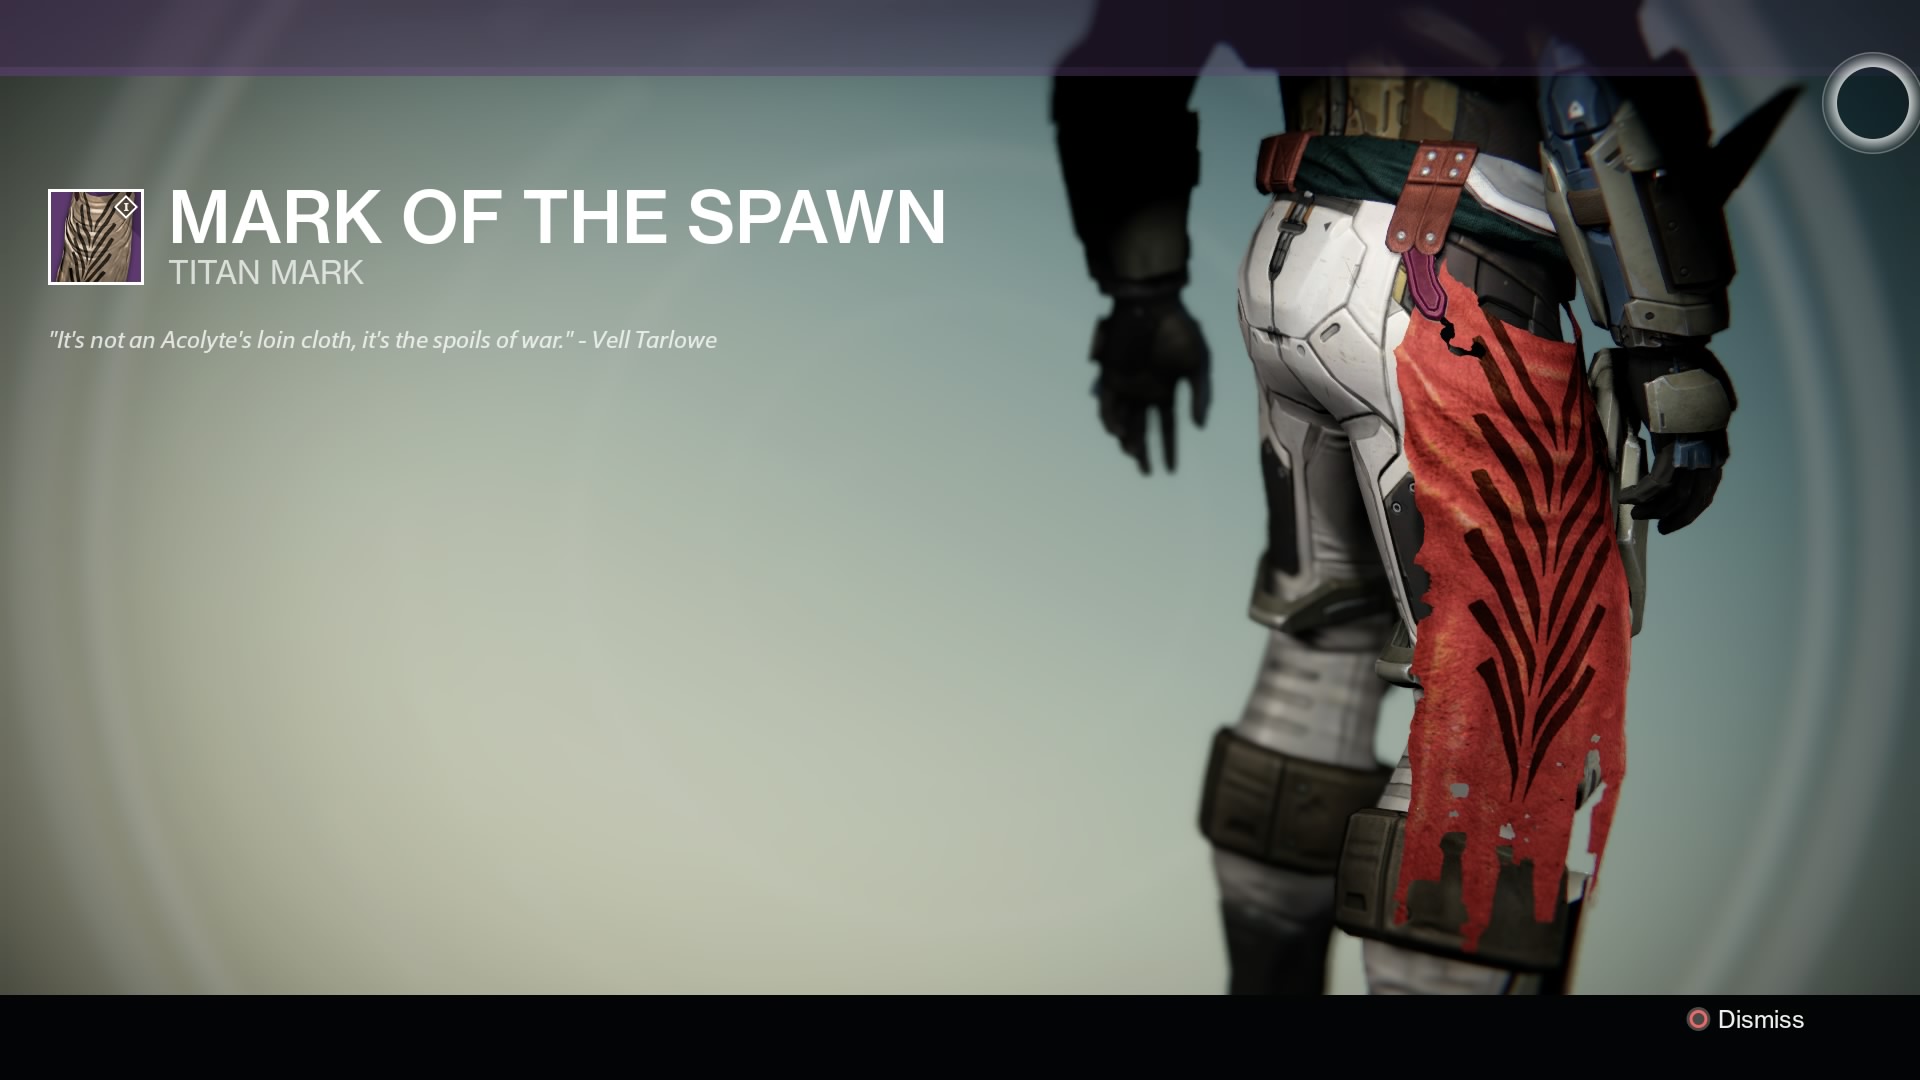 MARK OF THE SPAWN
TITAN MARK
"It's not an Acolyte's loin cloth, it's the spoils of war." - Vell Tarlowe
Dismiss